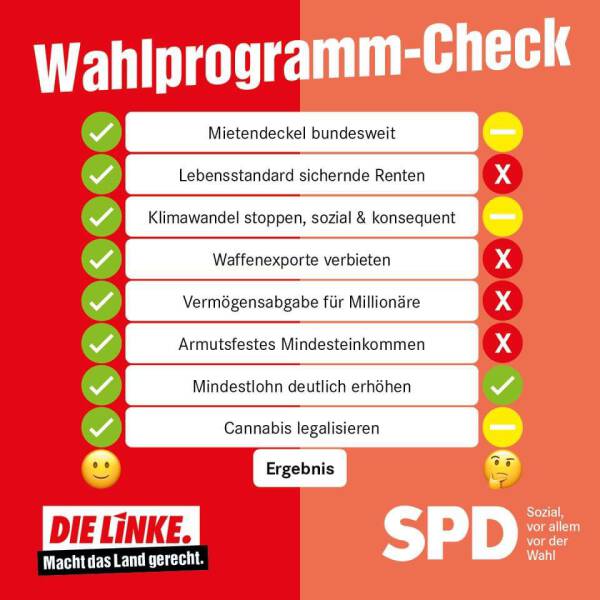 Wahlprogramm-Check
Mietendeckel bundesweit
Lebensstandard sichernde Renten
X
Klimawandel stoppen, sozial & konsequent
Waffenexporte verbieten
X
Vermögensabgabe für Millionäre
X
Armutsfestes Mindesteinkommen
X
Mindestlohn deutlich erhöhen
Cannabis legalisieren
Ergebnis
DIE LINKE.
Macht das Land gerecht.
SPD
Sozial,
vor allem
vor der
Wahl